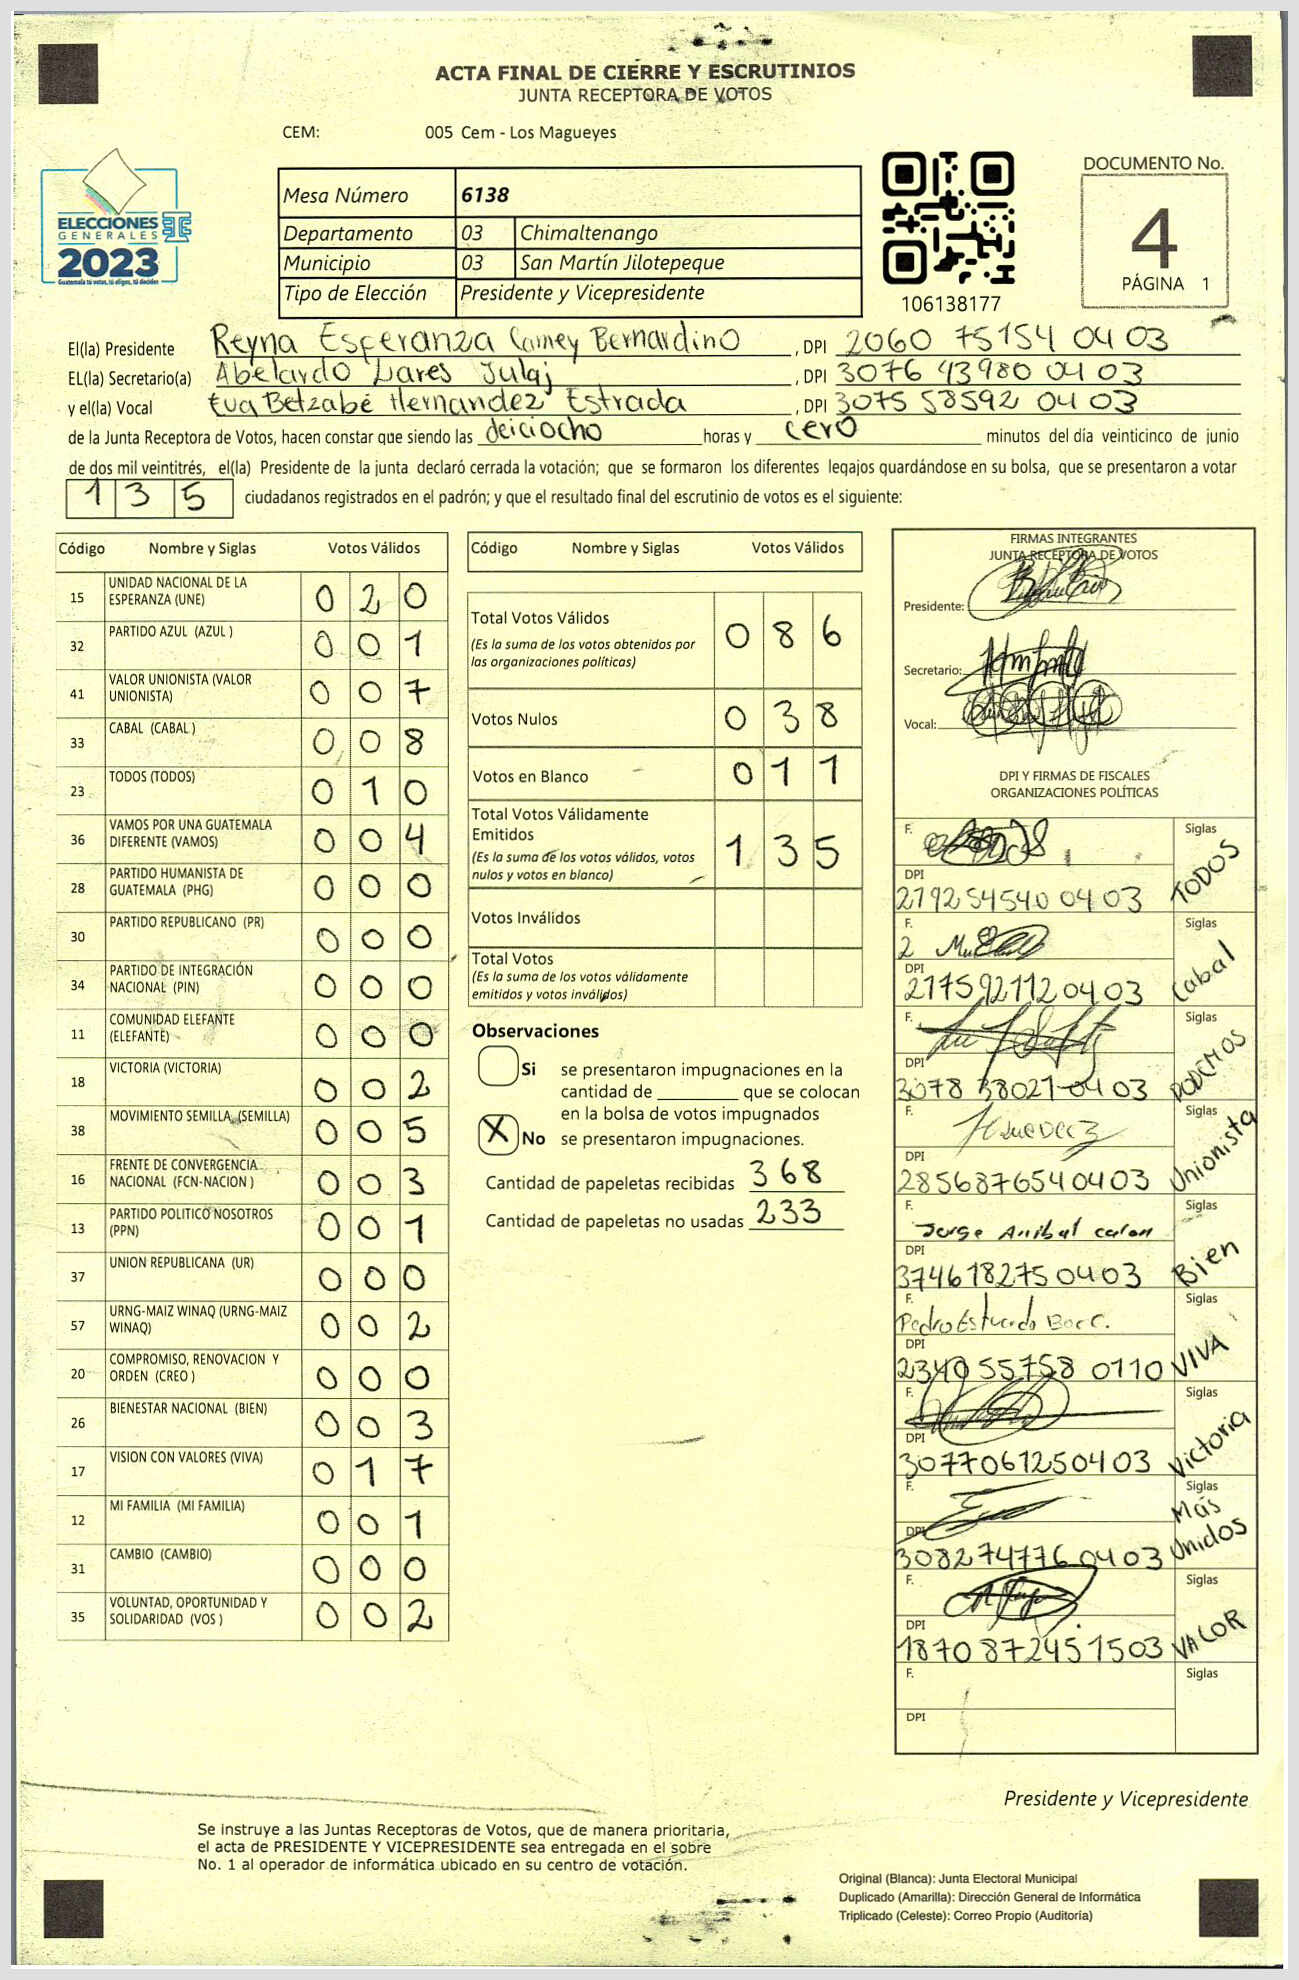 ACTA FINAL DE CIERRE Y ESCRUTINIOS
JUNTA RECEPTORA DE VOTOS
CEM: 005 Cem - Los Magueyes
DOCUMENTO No.
4
PÁGINA 1
ELECCIONES
GENERALES
2023
Guatemala tú votas, tú eliges, tú decides
Mesa Número 6138
Departamento 03 Chimaltenango
Municipio 03 San Martín Jilotepeque
Tipo de Elección Presidente y Vicepresidente
106138177
El(la) Presidente Reyna Esperanza Camey Bernardino , DPI 2060 75154 04 03
EL(la) Secretario(a) Abelardo Lares Julaj , DPI 3076 43980 04 03
y el(la) Vocal Eva Betzabé Hernandez Estrada , DPI 3075 58592 04 03
de la Junta Receptora de Votos, hacen constar que siendo las deiciocho horas y cero minutos del día veinticinco de junio
de dos mil veintitrés, el(la) Presidente de la junta declaró cerrada la votación; que se formaron los diferentes legajos guardándose en su bolsa, que se presentaron a votar
1 3 5 ciudadanos registrados en el padrón; y que el resultado final del escrutinio de votos es el siguiente:
Código Nombre y Siglas Votos Válidos
15 UNIDAD NACIONAL DE LA ESPERANZA (UNE) 0 2 0
32 PARTIDO AZUL (AZUL ) 0 0 1
41 VALOR UNIONISTA (VALOR UNIONISTA) 0 0 7
33 CABAL (CABAL ) 0 0 8
23 TODOS (TODOS) 0 1 0
36 VAMOS POR UNA GUATEMALA DIFERENTE (VAMOS) 0 0 4
28 PARTIDO HUMANISTA DE GUATEMALA (PHG) 0 0 0
30 PARTIDO REPUBLICANO (PR) 0 0 0
34 PARTIDO DE INTEGRACIÓN NACIONAL (PIN) 0 0 0
11 COMUNIDAD ELEFANTE (ELEFANTE) 0 0 0
18 VICTORIA (VICTORIA) 0 0 2
38 MOVIMIENTO SEMILLA (SEMILLA) 0 0 5
16 FRENTE DE CONVERGENCIA NACIONAL (FCN-NACION ) 0 0 3
13 PARTIDO POLITICO NOSOTROS (PPN) 0 0 1
37 UNION REPUBLICANA (UR) 0 0 0
57 URNG-MAIZ WINAQ (URNG-MAIZ WINAQ) 0 0 2
20 COMPROMISO, RENOVACION Y ORDEN (CREO ) 0 0 0
26 BIENESTAR NACIONAL (BIEN) 0 0 3
17 VISION CON VALORES (VIVA) 0 1 7
12 MI FAMILIA (MI FAMILIA) 0 0 1
31 CAMBIO (CAMBIO) 0 0 0
35 VOLUNTAD, OPORTUNIDAD Y SOLIDARIDAD (VOS ) 0 0 2
Código Nombre y Siglas Votos Válidos
Total Votos Válidos 0 8 6
(Es la suma de los votos obtenidos por
las organizaciones políticas)
Votos Nulos 0 3 8
Votos en Blanco 0 1 1
Total Votos Válidamente
Emitidos 1 3 5
(Es la suma de los votos válidos, votos
nulos y votos en blanco)
Votos Inválidos
Total Votos
(Es la suma de los votos válidamente
emitidos y votos inválidos)
Observaciones
Si se presentaron impugnaciones en la
cantidad de ________ que se colocan
en la bolsa de votos impugnados
X No se presentaron impugnaciones.
Cantidad de papeletas recibidas 368
Cantidad de papeletas no usadas 233
FIRMAS INTEGRANTES
JUNTA RECEPTORA DE VOTOS
Presidente:
Secretario:
Vocal:
DPI Y FIRMAS DE FISCALES
ORGANIZACIONES POLÍTICAS
F. Siglas
DPI
279254540 0403 TODOS
F. Siglas
DPI
2175921120403 Cabal
F. Siglas
DPI
3078 38021 0403 PODEMOS
F. Siglas
DPI
2856876540403 Unionista
F. Siglas
Jorge Anibal colon
DPI
3746182750403 Bien
F. Siglas
Pedro Estuardo Boc C.
DPI
2340 55758 0110 VIVA
F. Siglas
DPI
3077061250403 Victoria
F. Siglas
DPI
3082747760403 Más Unidos
F. Siglas
DPI
1870872451503 VALOR
F. Siglas
DPI
Presidente y Vicepresidente
Se instruye a las Juntas Receptoras de Votos, que de manera prioritaria,
el acta de PRESIDENTE Y VICEPRESIDENTE sea entregada en el sobre
No. 1 al operador de informática ubicado en su centro de votación.
Original (Blanca): Junta Electoral Municipal
Duplicado (Amarilla): Dirección General de Informática
Triplicado (Celeste): Correo Propio (Auditoría)